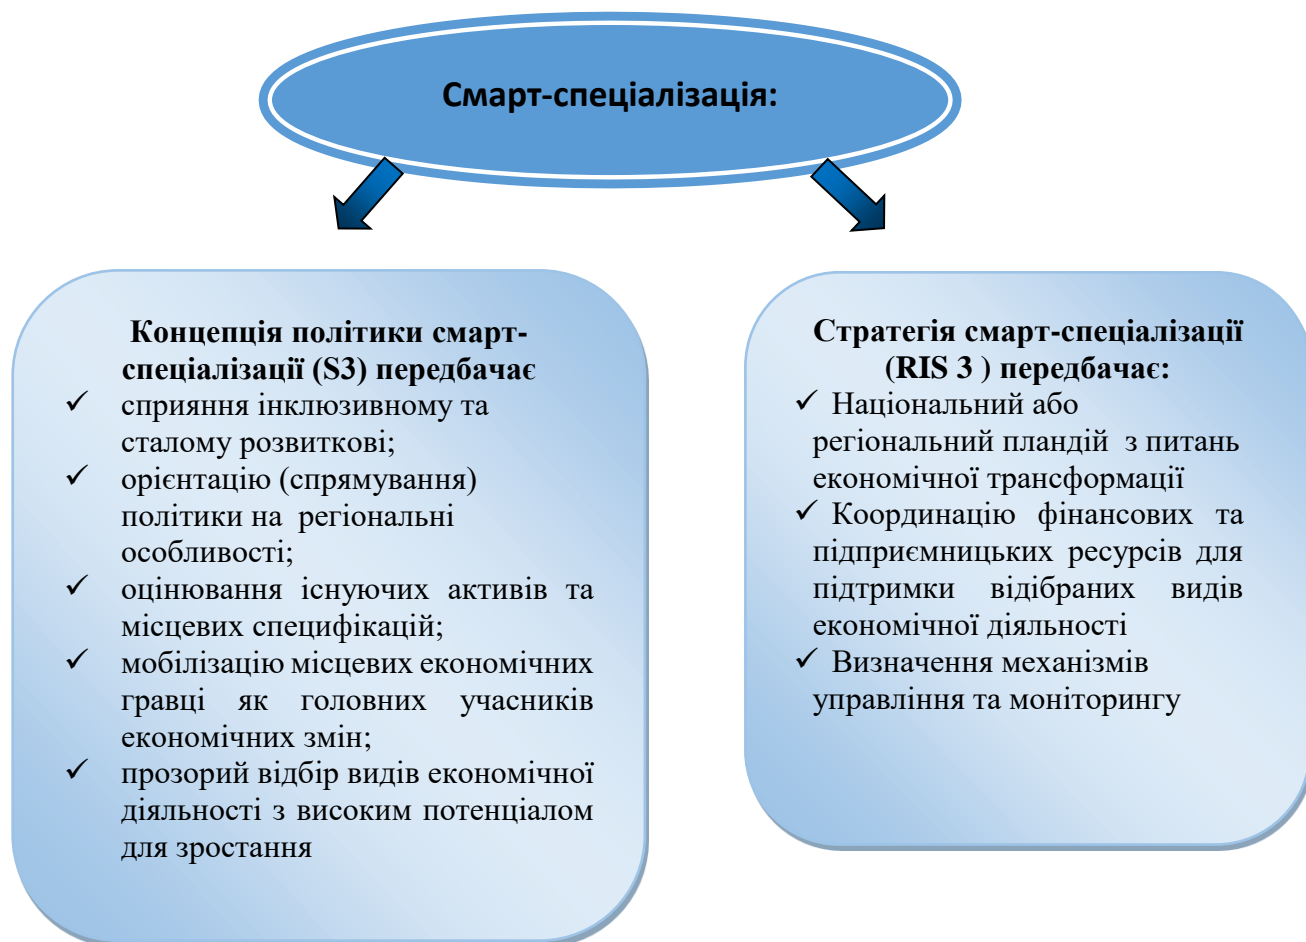 Смарт-спеціалізація:
Концепція політики смарт-
спеціалізації (S3) передбачає
✓ сприяння інклюзивному та
сталому розвиткові;
✓ орієнтацію (спрямування)
політики на регіональні
особливості;
✓ оцінювання існуючих активів та
місцевих специфікацій;
✓ мобілізацію місцевих економічних
гравці як головних учасників
економічних змін;
✓ прозорий відбір видів економічної
діяльності з високим потенціалом
для зростання
Стратегія смарт-спеціалізації
(RIS 3 ) передбачає:
✓ Національний або
регіональний пландій з питань
економічної трансформації
✓ Координацію фінансових та
підприємницьких ресурсів для
підтримки відібраних видів
економічної діяльності
✓ Визначення механізмів
управління та моніторингу